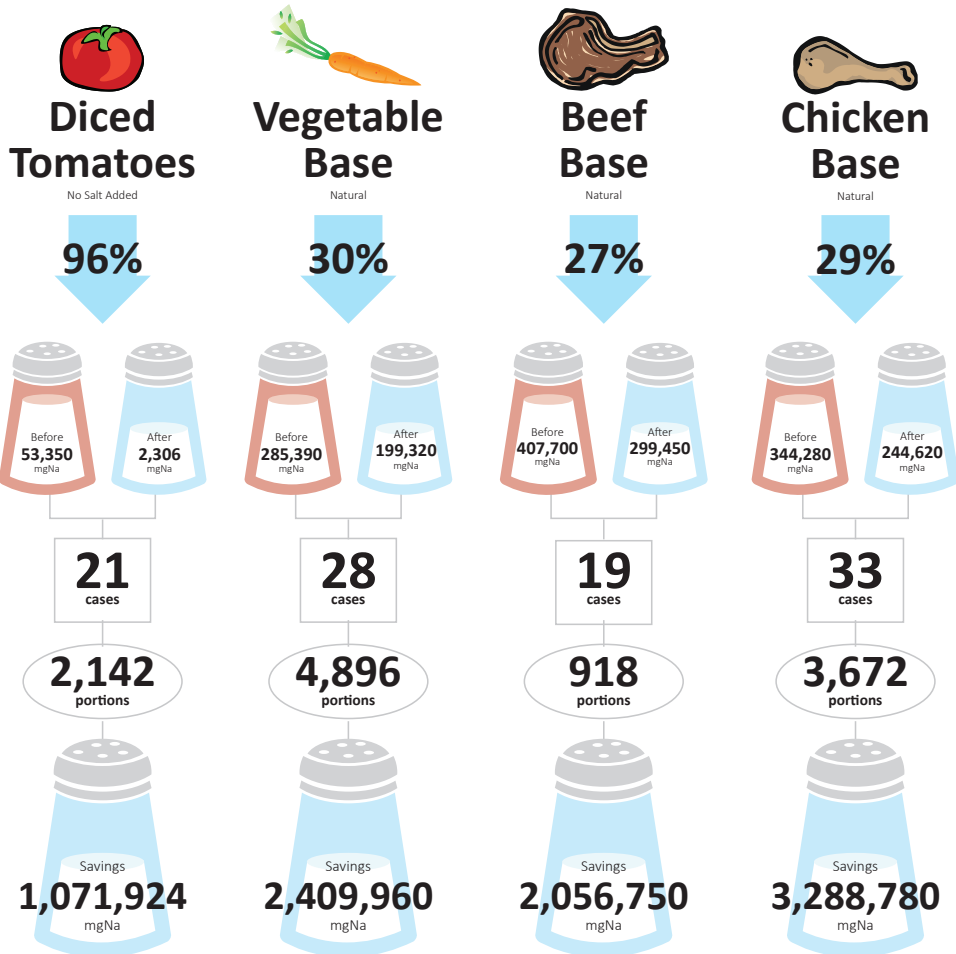 Diced
Tomatoes
No Salt Added
96%
Before
53,350
mgNa
After
2,306
mgNa
21
cases
2,142
portions
Savings
1,071,924
mgNa
Vegetable
Base
Natural
30%
Before
285,390
mgNa
After
199,320
mgNa
28
cases
4,896
portions
Savings
2,409,960
mgNa
Beef
Base
Natural
27%
Before
407,700
mgNa
After
299,450
mgNa
19
cases
918
portions
Savings
2,056,750
mgNa
Chicken
Base
Natural
29%
Before
344,280
mgNa
After
244,620
mgNa
33
cases
3,672
portions
Savings
3,288,780
mgNa